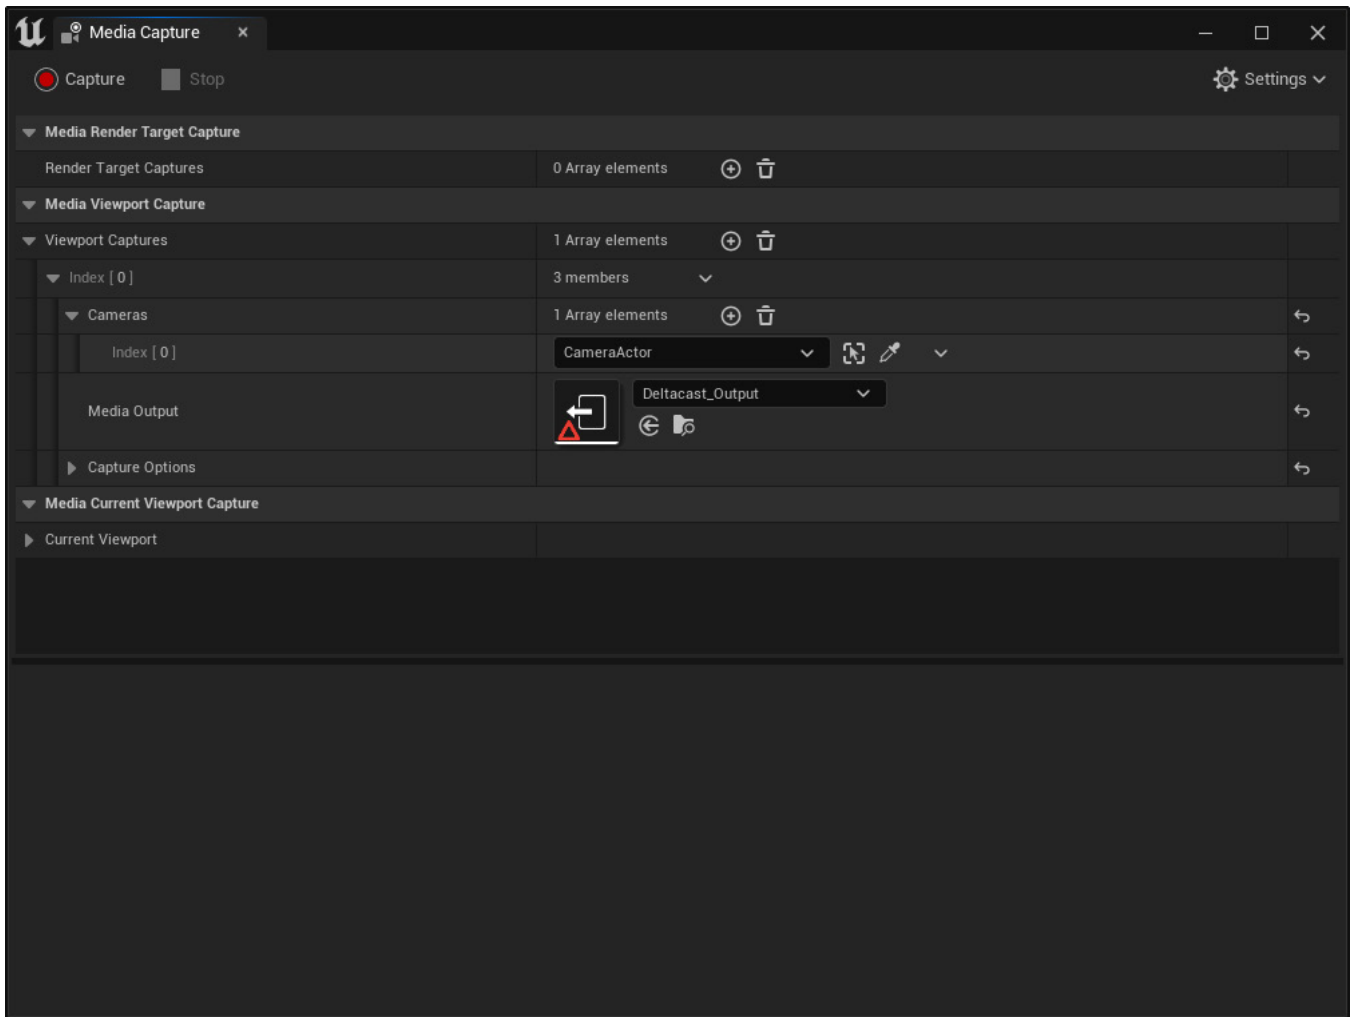 Media Capture
Capture Stop Settings
Media Render Target Capture
Render Target Captures 0 Array elements
Media Viewport Capture
Viewport Captures 1 Array elements
Index [ 0 ] 3 members
Cameras 1 Array elements
Index [ 0 ] CameraActor
Media Output Deltacast_Output
Capture Options
Media Current Viewport Capture
Current Viewport